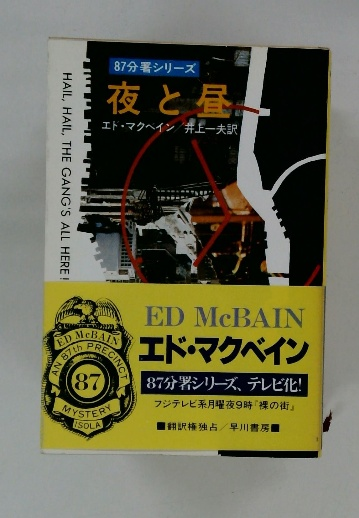 87分署シリーズ
夜と昼
エド・マクベイン/井上一夫訳
HAIL, HAIL, THE GANG'S ALL HERE!
ED McBAIN
エド・マクベイン
87分署シリーズ、テレビ化!
フジテレビ系月曜夜9時『裸の街』
■翻訳権独占/早川書房■
ED McBAIN
AN 87th PRECINCT
87
MYSTERY
ISOLA